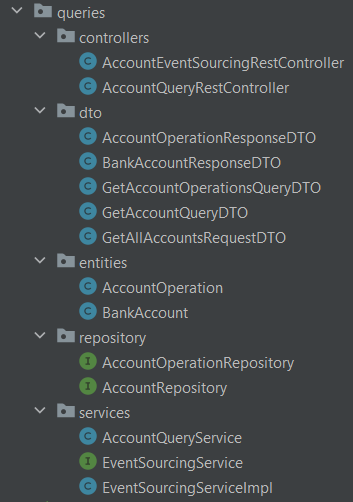 queries
controllers
C AccountEventSourcingRestController
C AccountQueryRestController
dto
C AccountOperationResponseDTO
C BankAccountResponseDTO
C GetAccountOperationsQueryDTO
C GetAccountQueryDTO
C GetAllAccountsRequestDTO
entities
C AccountOperation
C BankAccount
repository
I AccountOperationRepository
I AccountRepository
services
C AccountQueryService
I EventSourcingService
C EventSourcingServiceImpl